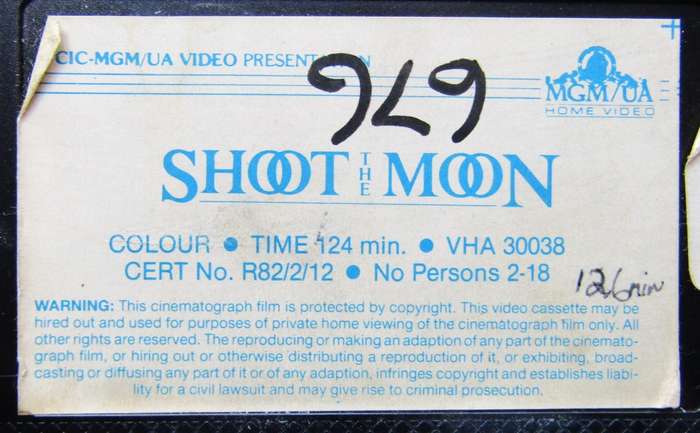 CIC-MGM/UA VIDEO PRESENTATION
676
MGM/UA
HOME VIDEO
SHOOT THE MOON
COLOUR • TIME 124 min. • VHA 30038
CERT No. R82/2/12 • No Persons 2-18
126min
WARNING: This cinematograph film is protected by copyright. This video cassette may be
hired out and used for purposes of private home viewing of the cinematograph film only. All
other rights are reserved. The reproducing or making an adaption of any part of the cinemato-
graph film, or hiring out or otherwise distributing a reproduction of it, or exhibiting, broad-
casting or diffusing any part of it or of any adaption, infringes copyright and establishes liabi-
lity for a civil lawsuit and may give rise to criminal prosecution.